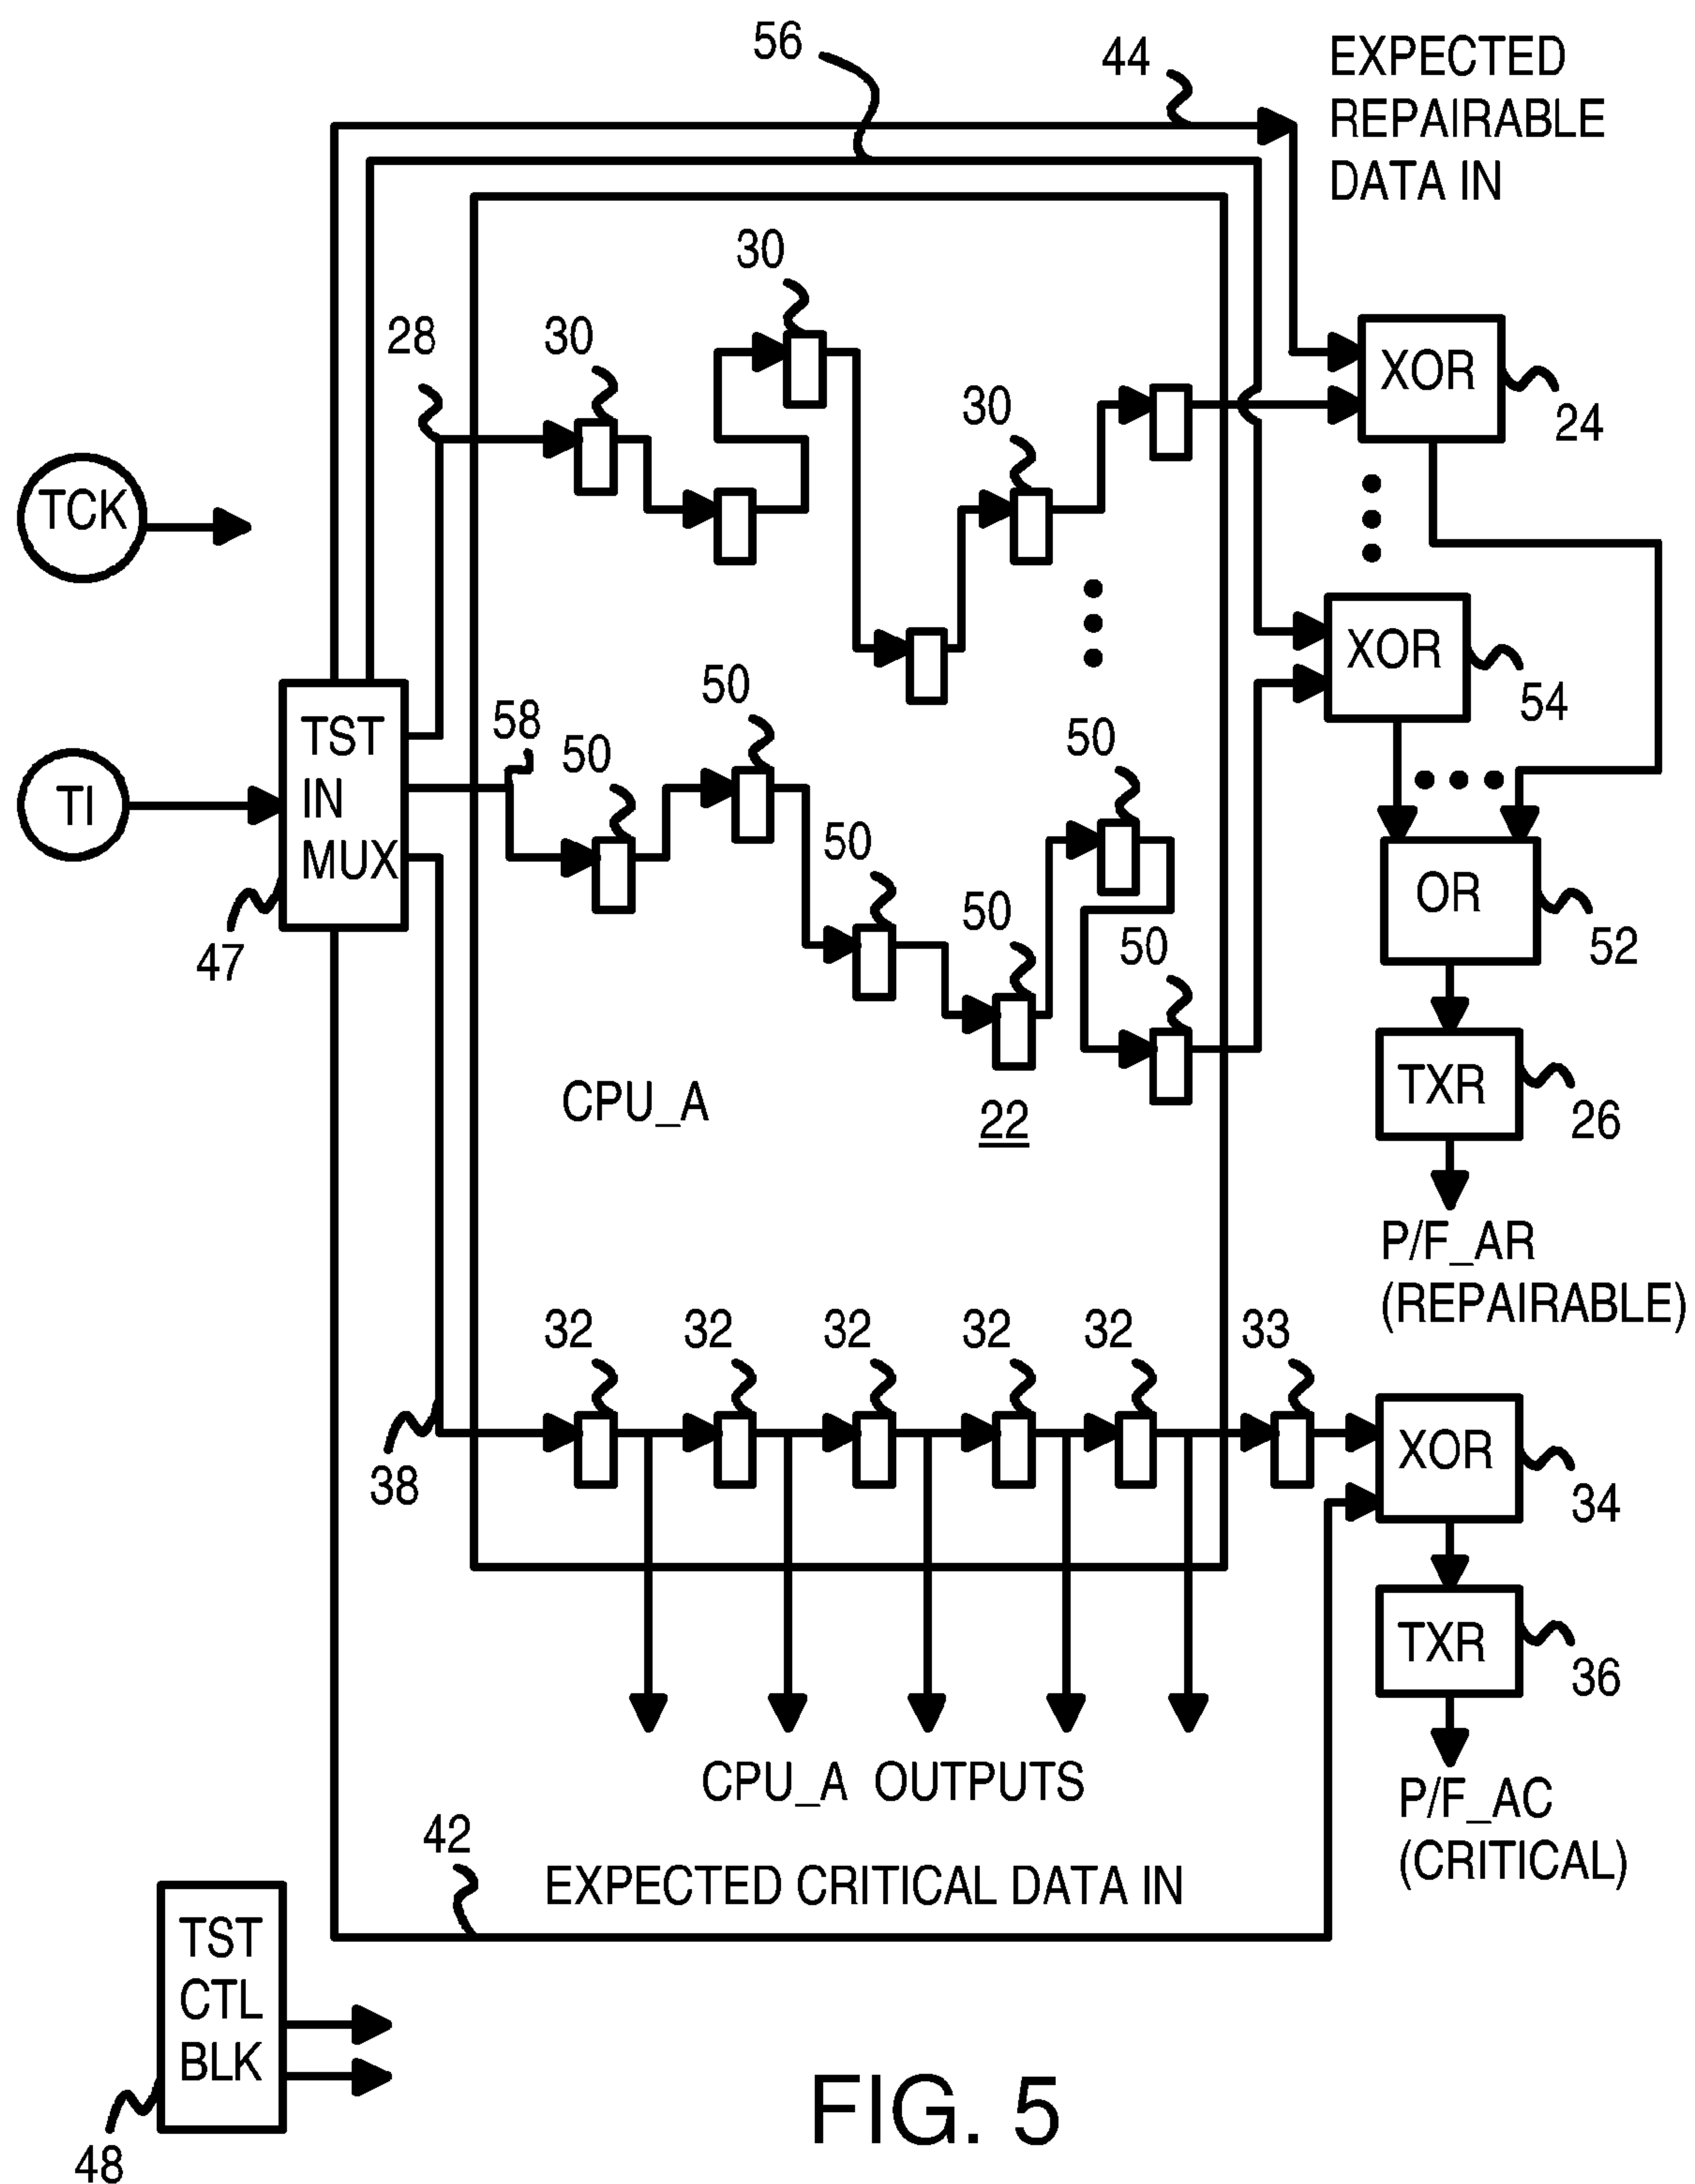 56
44
EXPECTED
REPAIRABLE
DATA IN
30
28
30
30
XOR
24
TCK
XOR
54
50
58
50
50
50
50
50
TST
IN
MUX
TI
47
OR
52
TXR
26
CPU_A
22
P/F_AR
(REPAIRABLE)
32
32
32
32
32
33
38
XOR
34
TXR
36
CPU_A OUTPUTS
P/F_AC
(CRITICAL)
42
EXPECTED CRITICAL DATA IN
TST
CTL
BLK
48
FIG. 5